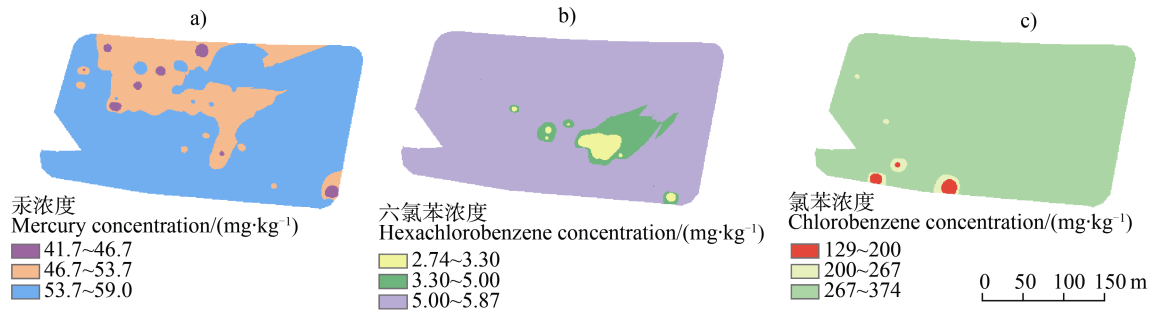 a)
b)
c)
汞浓度
Mercury concentration/(mg·kg⁻¹)
41.7~46.7
46.7~53.7
53.7~59.0
六氯苯浓度
Hexachlorobenzene concentration/(mg·kg⁻¹)
2.74~3.30
3.30~5.00
5.00~5.87
氯苯浓度
Chlorobenzene concentration/(mg·kg⁻¹)
129~200
200~267
267~374
0 50 100 150 m